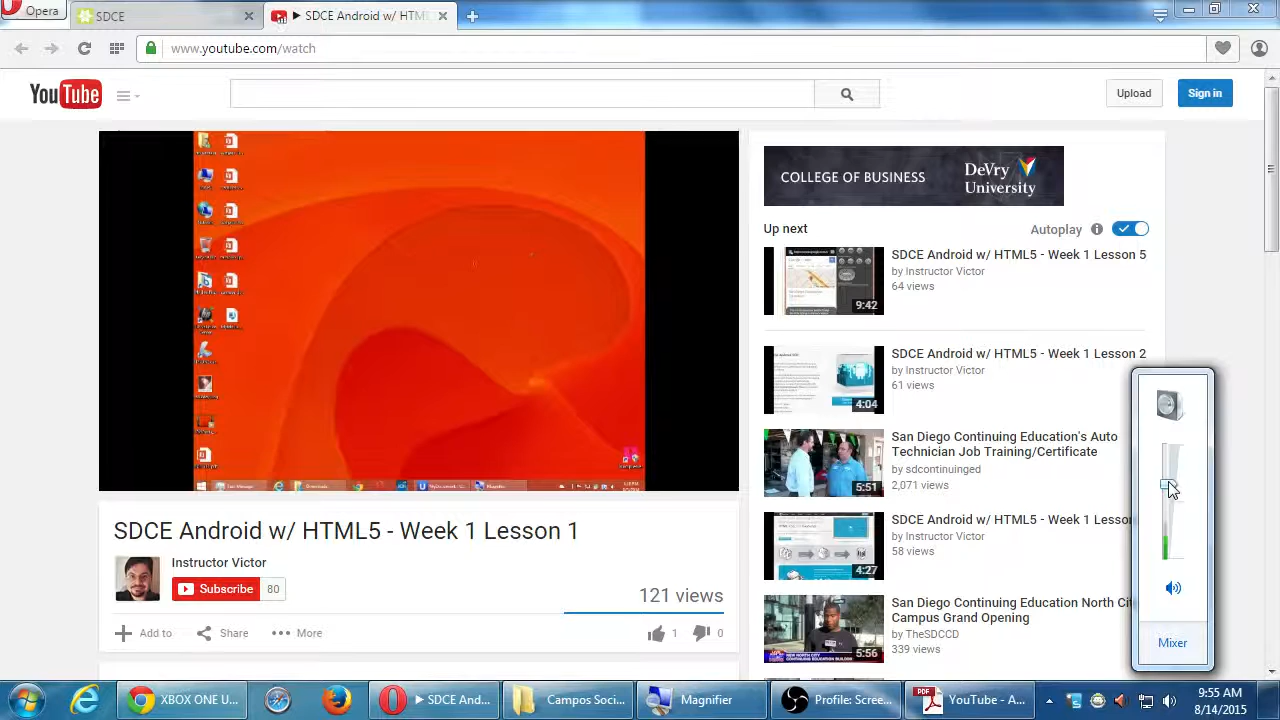 Opera
SDCE
▶ SDCE Android w/ HTM
www.youtube.com/watch
YouTube
Upload
Sign in
COLLEGE OF BUSINESS
DeVry
University
Up next
Autoplay
SDCE Android w/ HTML5 - Week 1 Lesson 5
by Instructor Victor
64 views
9:42
SDCE Android w/ HTML5 - Week 1 Lesson 2
by Instructor Victor
61 views
4:04
San Diego Continuing Education's Auto
Technician Job Training/Certificate
by sdcontinuinged
2,071 views
5:51
SDCE Android w/ HTML5 - Week 1 Lesso
by Instructor Victor
58 views
4:27
San Diego Continuing Education North Cit
Campus Grand Opening
by TheSDCCD
339 views
5:56
SDCE Android w/ HTML5 - Week 1 Lesson 1
Instructor Victor
Subscribe
80
121 views
Add to
Share
More
1
0
Mixer
XBOX ONE U...
▶ SDCE And...
Campos Soci...
Magnifier
Profile: Scree...
YouTube - A...
9:55 AM
8/14/2015